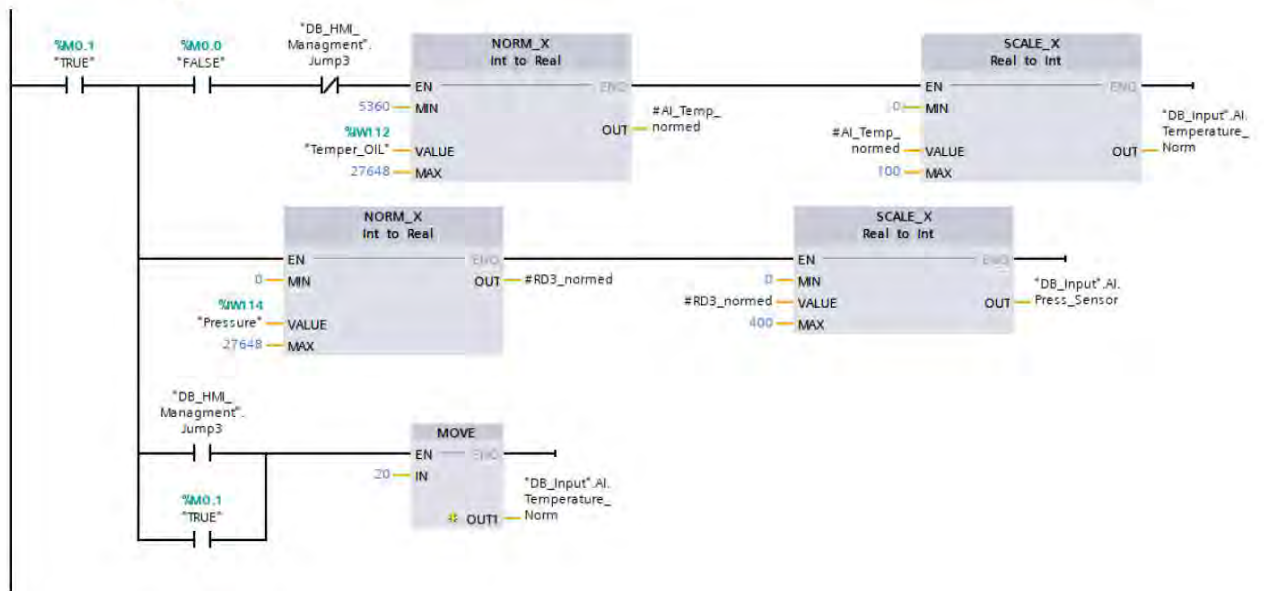 %M0.1
"TRUE"
%M0.0
"FALSE"
"DB_HMI_
Managment".
Jump3
NORM_X
Int to Real
EN
ENO
5360
MIN
%IW112
"Temper_OIL"
VALUE
27648
MAX
OUT
#AI_Temp_
normed
SCALE_X
Real to Int
EN
ENO
0
MIN
#AI_Temp_
normed
VALUE
100
MAX
OUT
"DB_Input".AI.
Temperature_
Norm
NORM_X
Int to Real
EN
ENO
0
MIN
OUT
#RD3_normed
%IW114
"Pressure"
VALUE
27648
MAX
SCALE_X
Real to Int
EN
ENO
0
MIN
#RD3_normed
VALUE
400
MAX
OUT
"DB_Input".AI.
Press_Sensor
"DB_HMI_
Managment".
Jump3
%M0.1
"TRUE"
MOVE
EN
ENO
20
IN
OUT1
"DB_Input".AI.
Temperature_
Norm